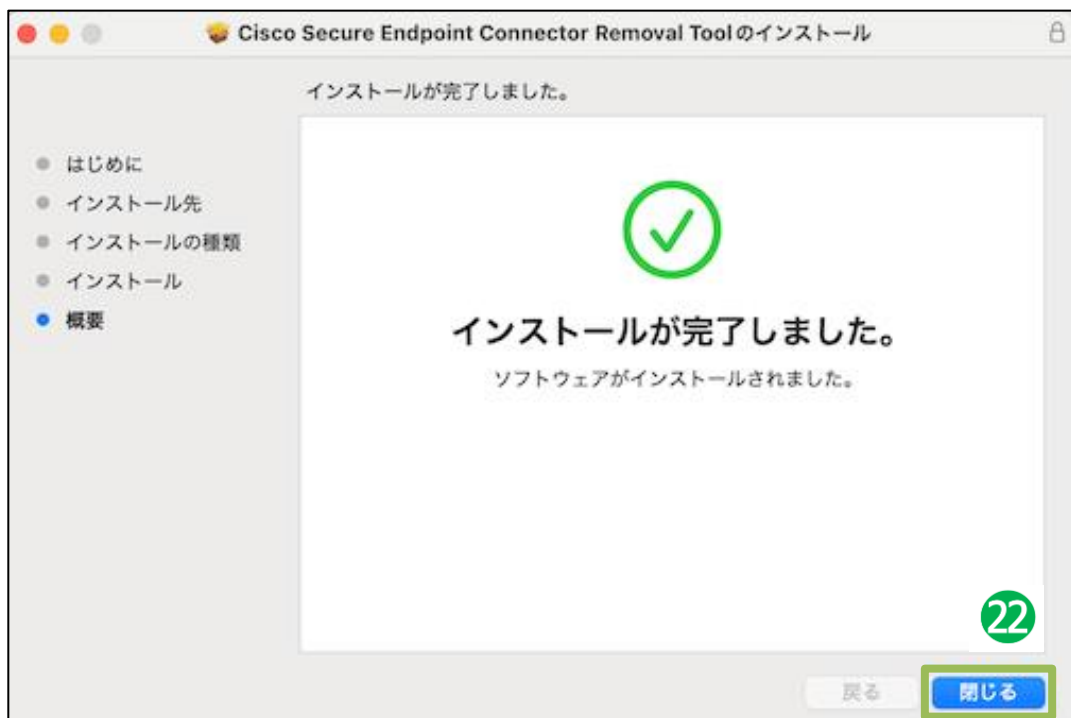 Cisco Secure Endpoint Connector Removal Toolのインストール
インストールが完了しました。
はじめに
インストール先
インストールの種類
インストール
概要
インストールが完了しました。
ソフトウェアがインストールされました。
22
戻る
閉じる